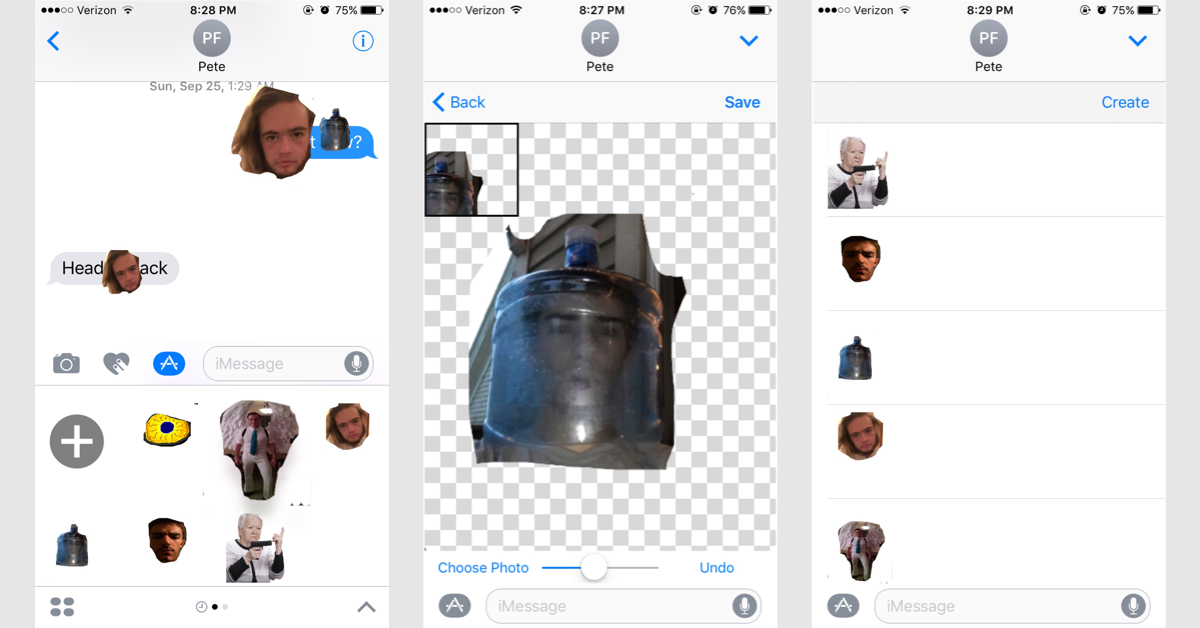 Verizon 8:28 PM 75%
PF
Pete
Sun, Sep 25, 1:29 AM
Head ack
iMessage
Verizon 8:27 PM 76%
PF
Pete
Back Save
Choose Photo Undo
iMessage
Verizon 8:29 PM 75%
PF
Pete
Create
iMessage